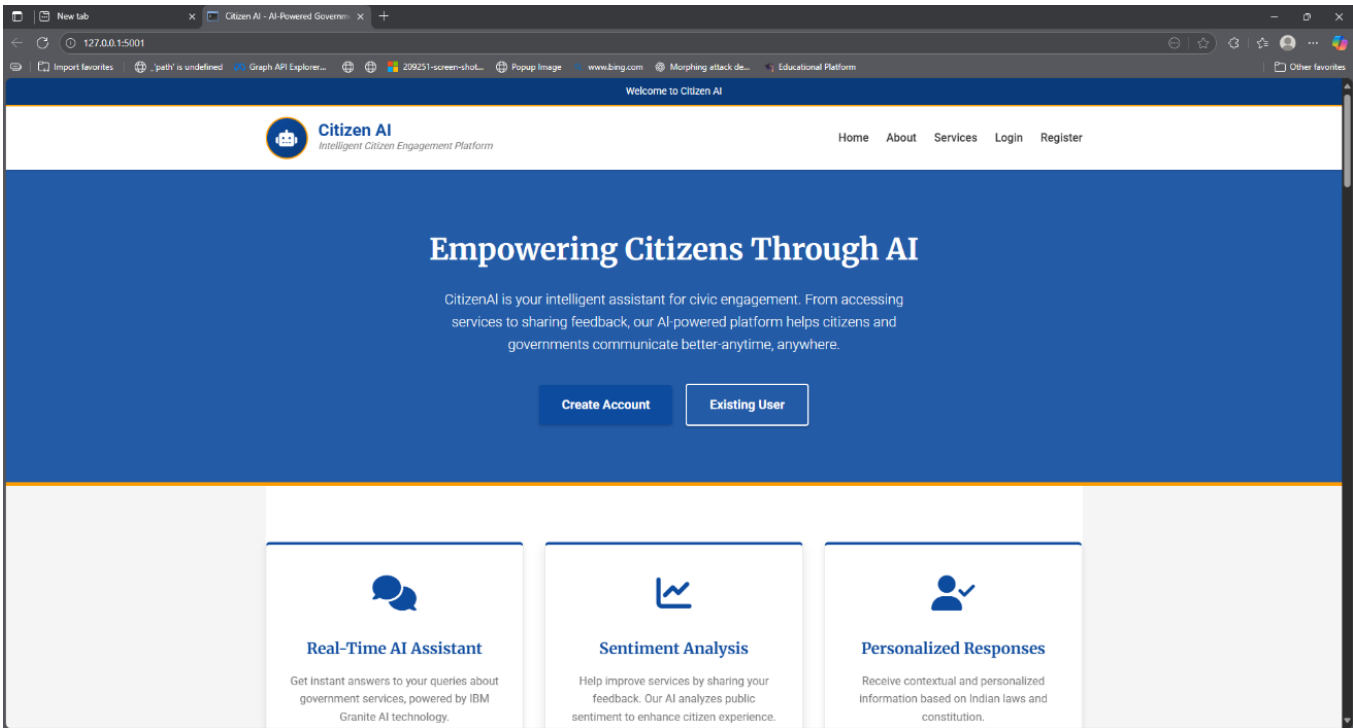 New tab
Citizen AI - AI-Powered Governm
127.0.0.1:5001
Import favorites
_'path' is undefined
Graph API Explorer...
209251-screen-shot...
Popup Image
www.bing.com
Morphing attack de...
Educational Platform
Other favorites
Welcome to Citizen AI
Citizen AI
Intelligent Citizen Engagement Platform
Home About Services Login Register
Empowering Citizens Through AI
CitizenAI is your intelligent assistant for civic engagement. From accessing
services to sharing feedback, our AI-powered platform helps citizens and
governments communicate better-anytime, anywhere.
Create Account
Existing User
Real-Time AI Assistant
Get instant answers to your queries about
government services, powered by IBM
Granite AI technology.
Sentiment Analysis
Help improve services by sharing your
feedback. Our AI analyzes public
sentiment to enhance citizen experience.
Personalized Responses
Receive contextual and personalized
information based on Indian laws and
constitution.